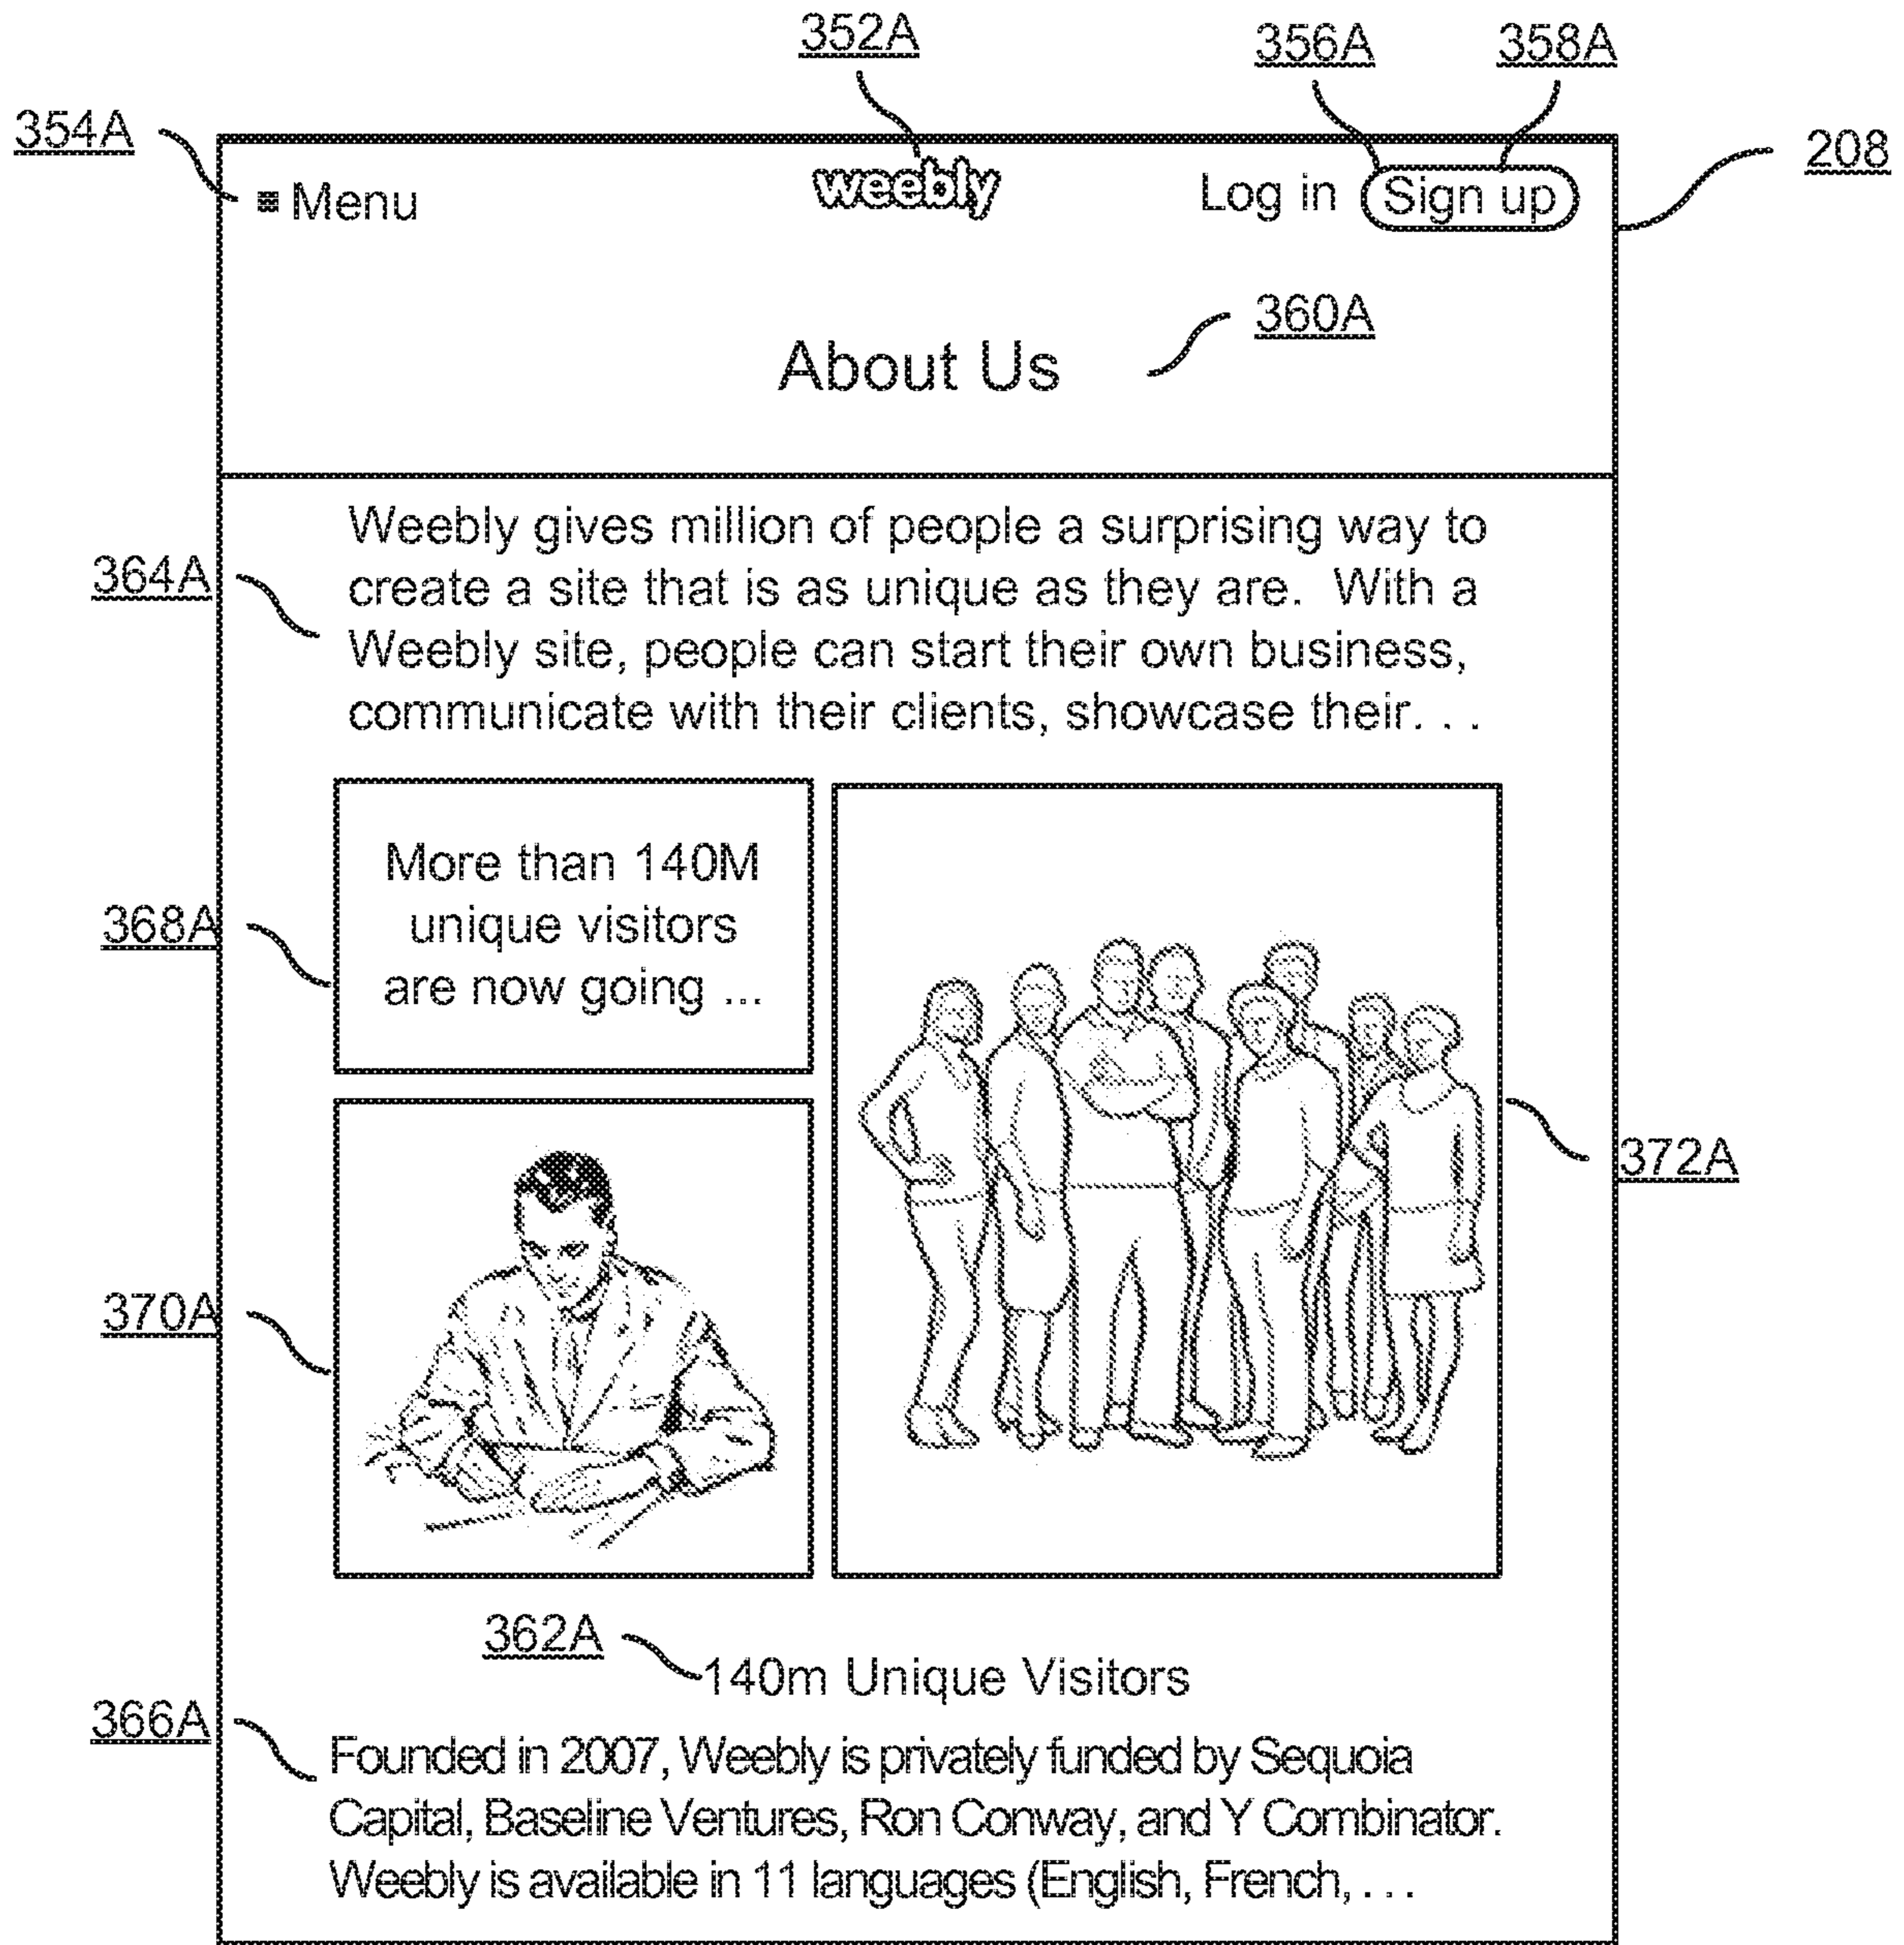 352A
356A 358A
354A
208
Menu weebly Log in Sign up
360A
About Us
Weebly gives million of people a surprising way to
364A
create a site that is as unique as they are. With a
Weebly site, people can start their own business,
communicate with their clients, showcase their. . .
More than 140M
368A
unique visitors
are now going ...
372A
370A
362A
140m Unique Visitors
366A
Founded in 2007, Weebly is privately funded by Sequoia
Capital, Baseline Ventures, Ron Conway, and Y Combinator.
Weebly is available in 11 languages (English, French, . . .